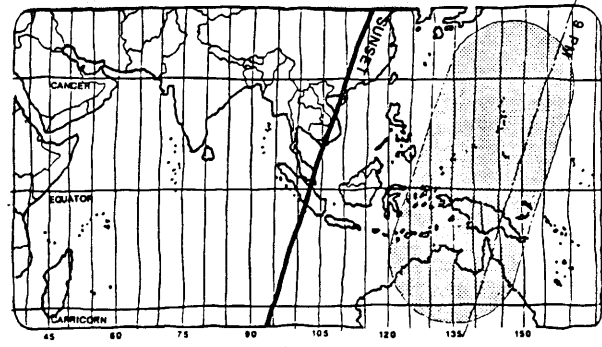 SUNSET
9 PM
CANCER
EQUATOR
CAPRICORN
45 60 75 90 105 120 135 150